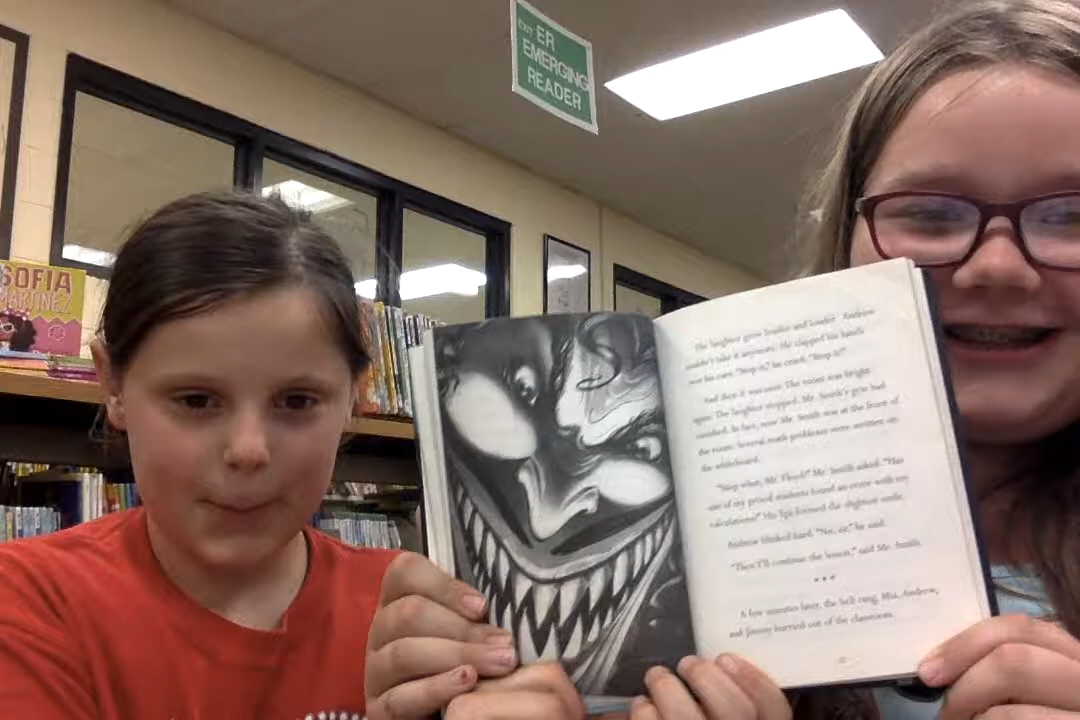 EXIT
ER
EMERGING
READER
SOFIA
MARTINEZ
The laughter grew louder and louder. Andrew
couldn't take it anymore. He clapped his hands
over his ears. "Stop it," he cried. "Stop it!"
And then it was over. The room was bright
again. The laughter stopped. Mr. Smith's grin had
vanished. In fact, now Mr. Smith was at the front of
the room. Several math problems were written on
the whiteboard.
"Stop what, Mr. Floyd?" Mr. Smith asked. "Has
one of my prized students found an error with my
calculations?" His lips formed the slightest smile.
Andrew blinked hard. "No, sir," he said.
"Then I'll continue the lesson," said Mr. Smith.
* * *
A few minutes later, the bell rang. Mia, Andrew,
and Jimmy hurried out of the classroom.